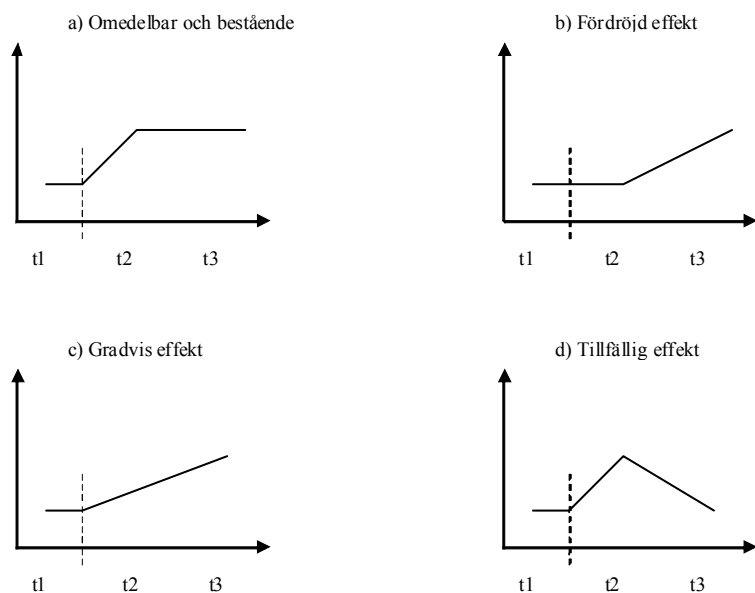 a) Omedelbar och bestående
b) Fördröjd effekt
t1 t2 t3
t1 t2 t3
c) Gradvis effekt
d) Tillfällig effekt
t1 t2 t3
t1 t2 t3